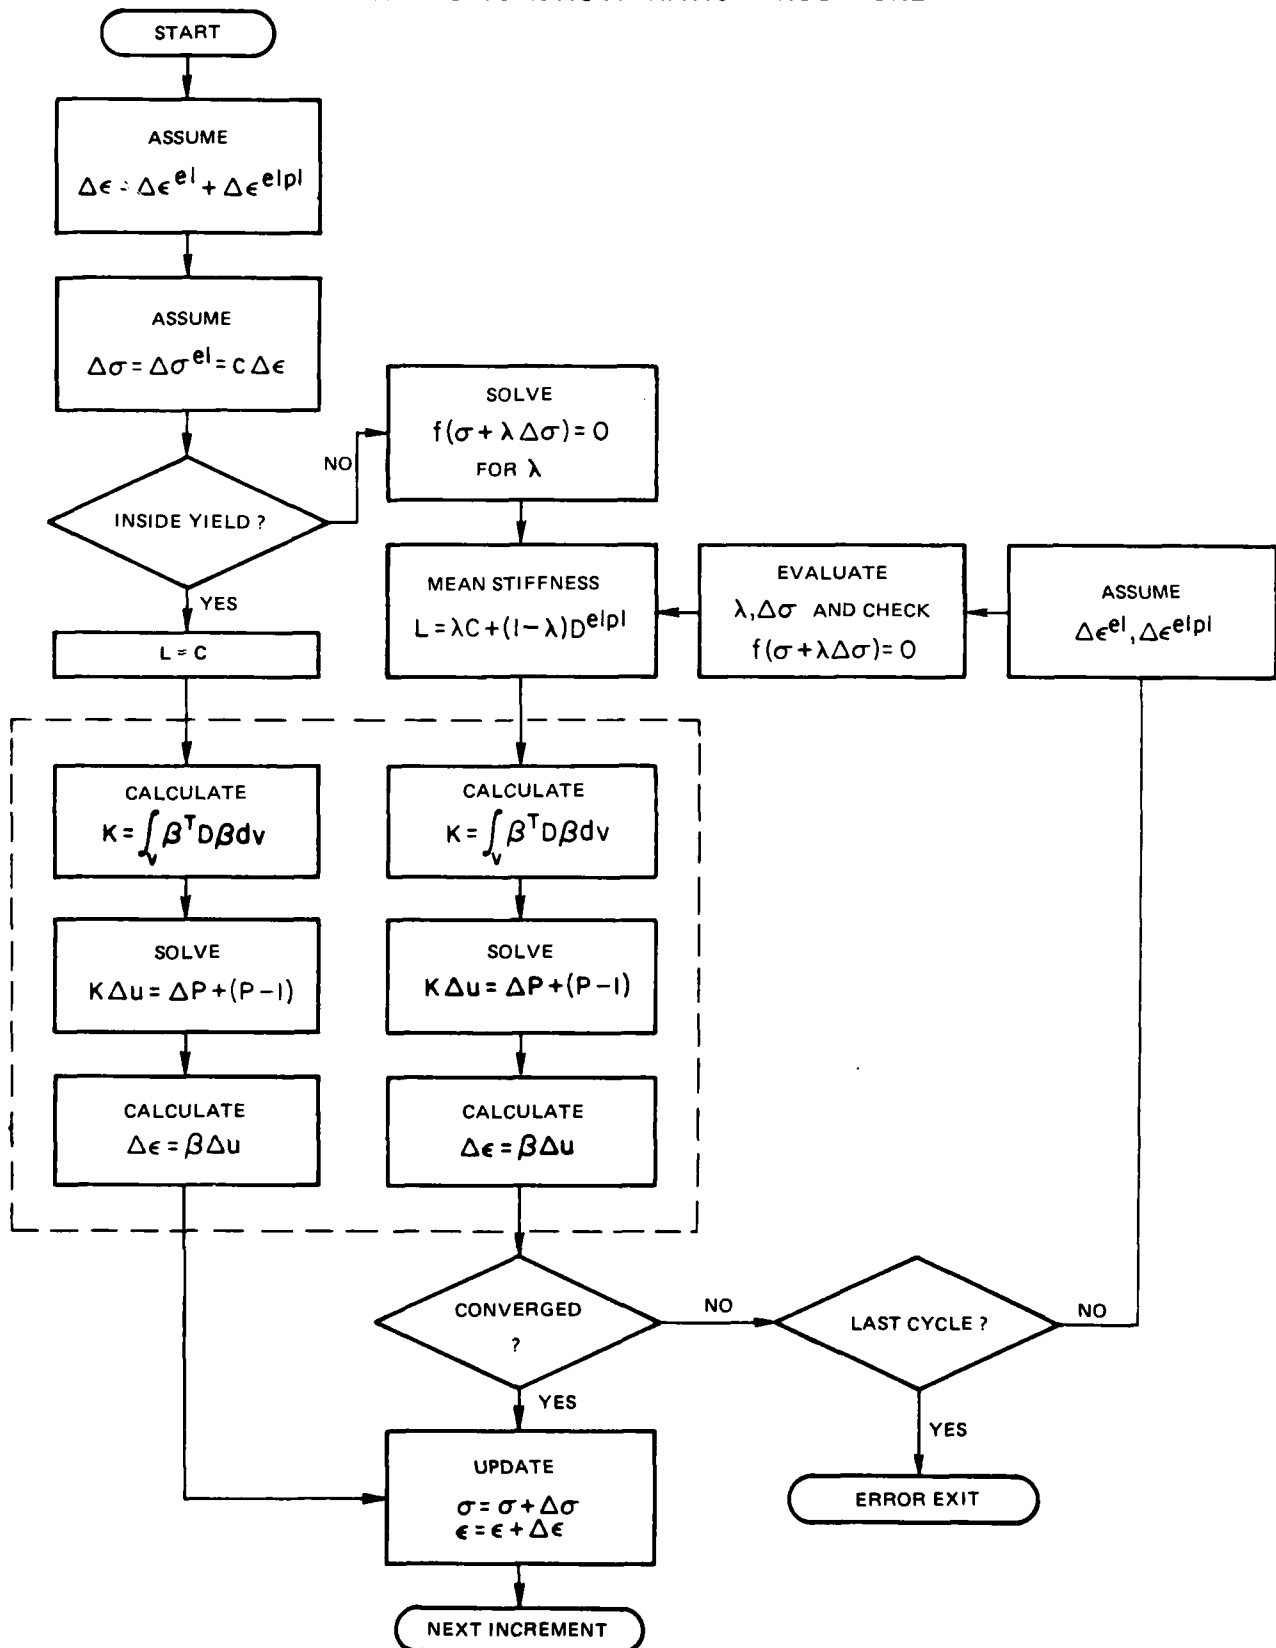 START
ASSUME
Δϵ = Δϵ^el + Δϵ^elpl
ASSUME
Δσ = Δσ^el = C Δϵ
INSIDE YIELD ?
NO
YES
L = C
SOLVE
f(σ + λ Δσ) = 0
FOR λ
MEAN STIFFNESS
L = λC + (1 − λ)D^elpl
EVALUATE
λ, Δσ AND CHECK
f(σ + λΔσ) = 0
ASSUME
Δϵ^el, Δϵ^elpl
CALCULATE
K = ∫_v β^T D β dv
SOLVE
K Δu = ΔP + (P − I)
CALCULATE
Δϵ = β Δu
CALCULATE
K = ∫_v β^T D β dv
SOLVE
K Δu = ΔP + (P − I)
CALCULATE
Δϵ = β Δu
CONVERGED
?
NO
YES
LAST CYCLE ?
NO
YES
ERROR EXIT
UPDATE
σ = σ + Δσ
ϵ = ϵ + Δϵ
NEXT INCREMENT